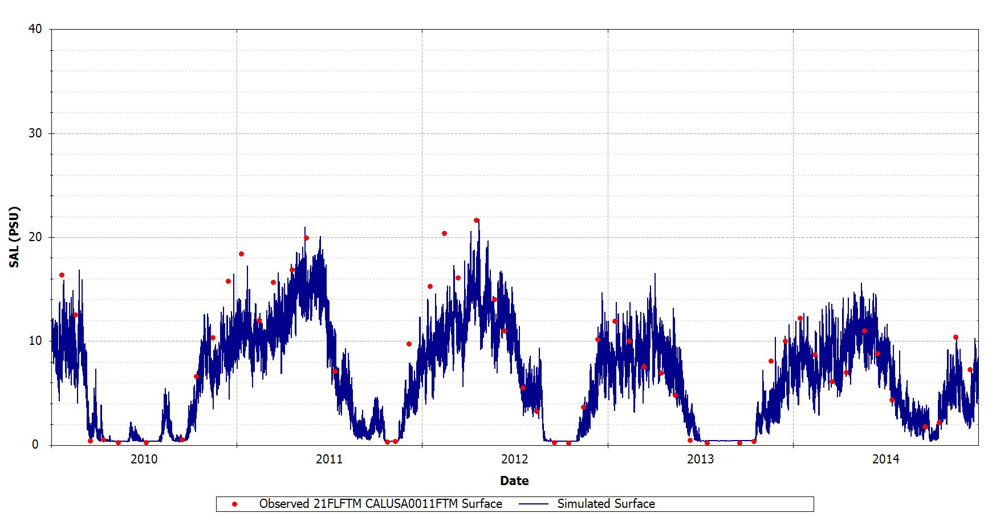 40
30
20
10
0
SAL (PSU)
2010 2011 2012 2013 2014
Date
Observed 21FLFTM CALUSA0011FTM Surface Simulated Surface